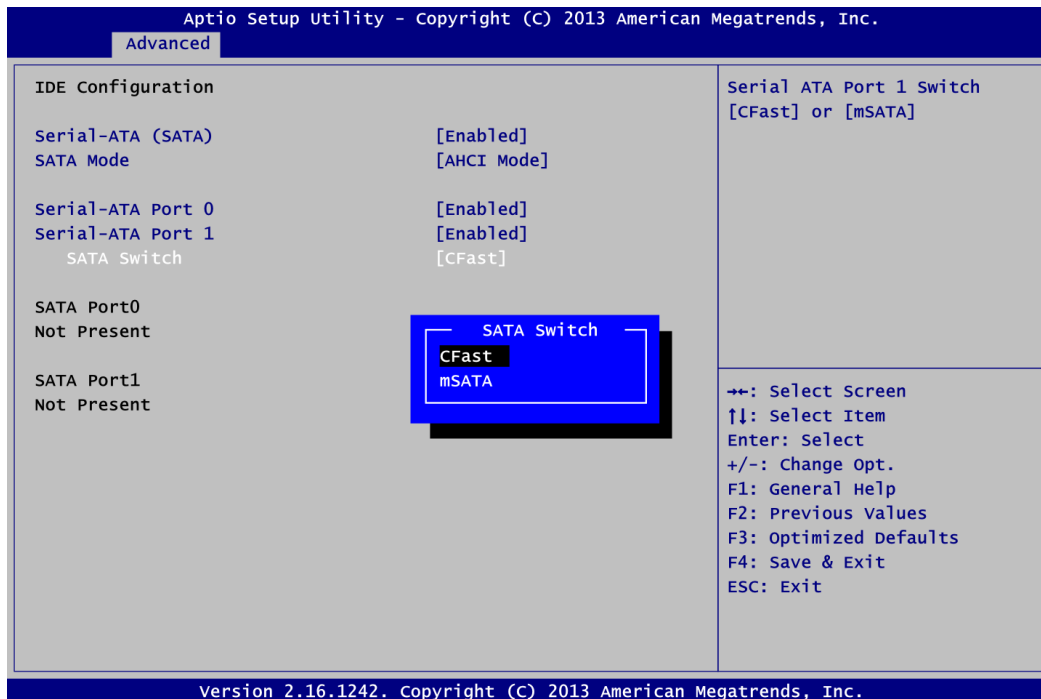 Aptio Setup Utility - Copyright (C) 2013 American Megatrends, Inc.
Advanced
IDE Configuration
Serial-ATA (SATA) [Enabled]
SATA Mode [AHCI Mode]
Serial-ATA Port 0 [Enabled]
Serial-ATA Port 1 [Enabled]
SATA Switch [CFast]
SATA Port0
Not Present
SATA Port1
Not Present
SATA Switch
CFast
mSATA
Serial ATA Port 1 Switch
[CFast] or [mSATA]
→←: Select Screen
↑↓: Select Item
Enter: Select
+/-: Change Opt.
F1: General Help
F2: Previous Values
F3: Optimized Defaults
F4: Save & Exit
ESC: Exit
Version 2.16.1242. Copyright (C) 2013 American Megatrends, Inc.